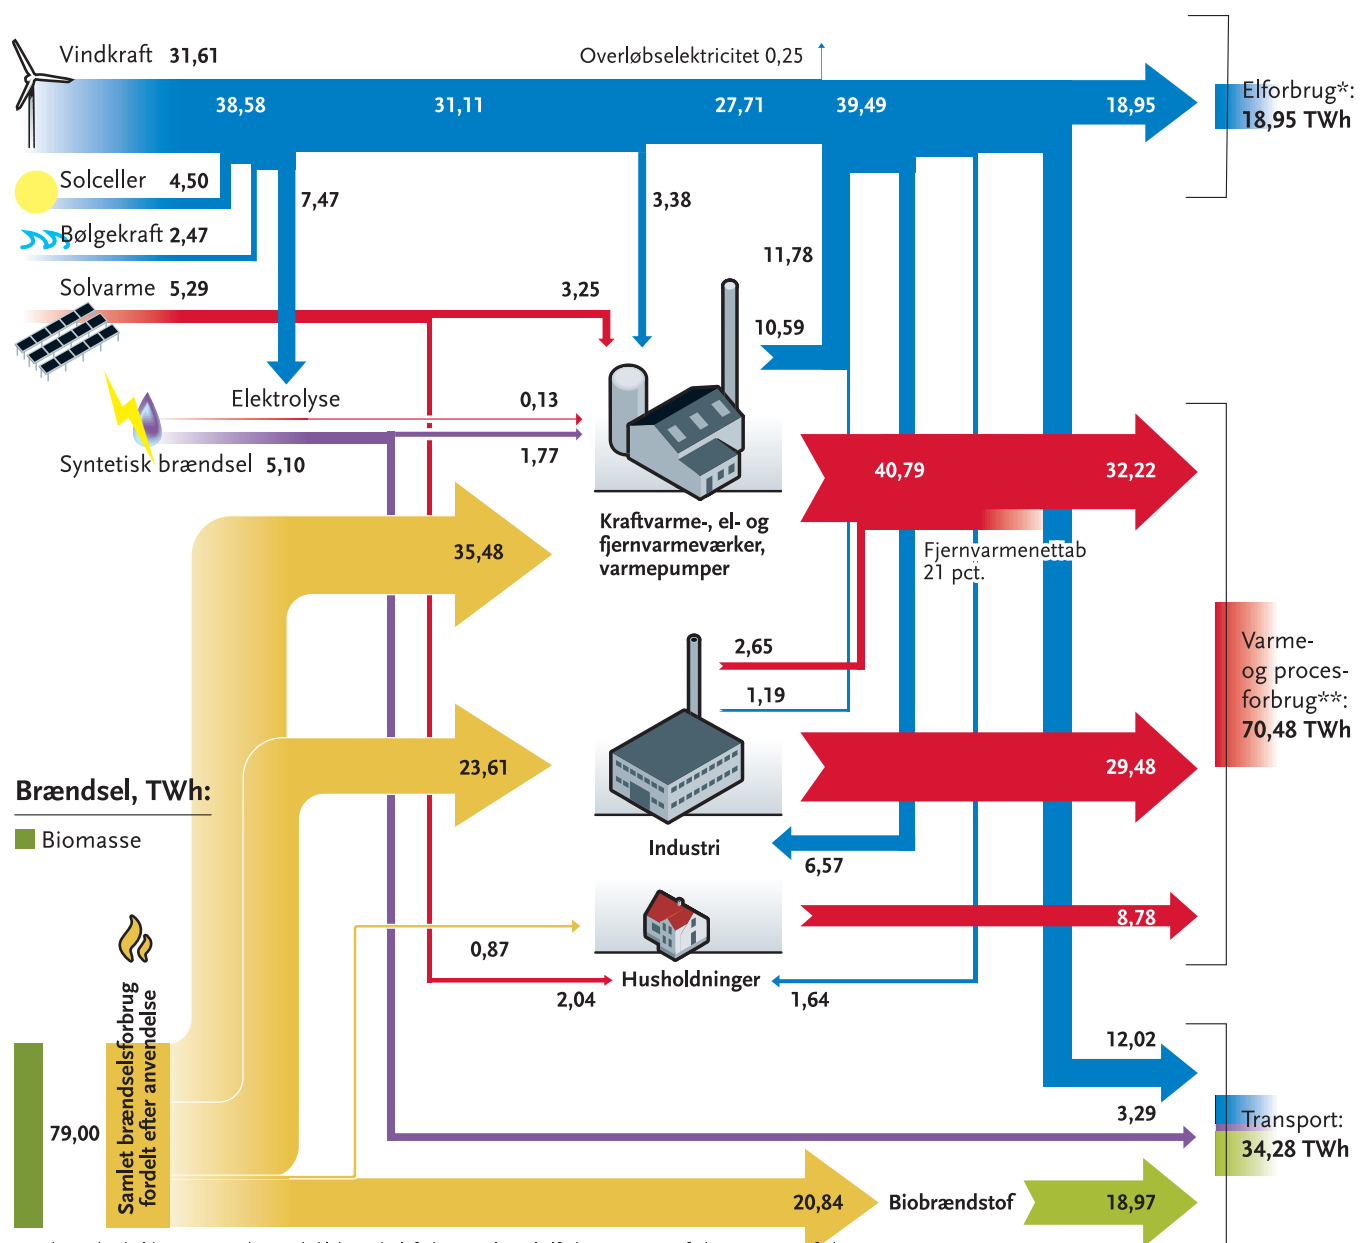 Vindkraft 31,61
Overløbselektricitet 0,25
38,58
31,11
27,71
39,49
18,95
Elforbrug*:
18,95 TWh
Solceller 4,50
7,47
3,38
Bølgekraft 2,47
11,78
Solvarme 5,29
3,25
10,59
Elektrolyse
0,13
Syntetisk brændsel 5,10
1,77
40,79
32,22
Kraftvarme-, el- og
fjernvarmeværker,
varmepumper
35,48
Fjernvarmenettab
21 pct.
2,65
1,19
Varme-
og proces-
forbrug**:
70,48 TWh
23,61
29,48
Brændsel, TWh:
Biomasse
Industri
6,57
8,78
0,87
Husholdninger
2,04
1,64
Samlet brændselsforbrug
fordelt efter anvendelse
12,02
3,29
79,00
Transport:
34,28 TWh
20,84
Biobrændstof
18,97